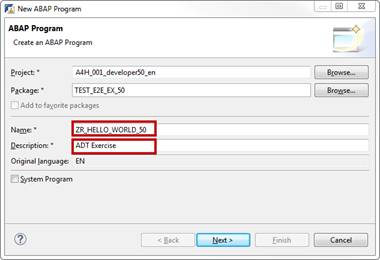 New ABAP Program
ABAP Program
Create an ABAP Program
Project: * A4H_001_developer50_en Browse...
Package: * TEST_E2E_EX_50 Browse...
Add to favorite packages
Name: * ZR_HELLO_WORLD_50
Description: * ADT Exercise
Original Language: EN
System Program
? < Back Next > Finish Cancel